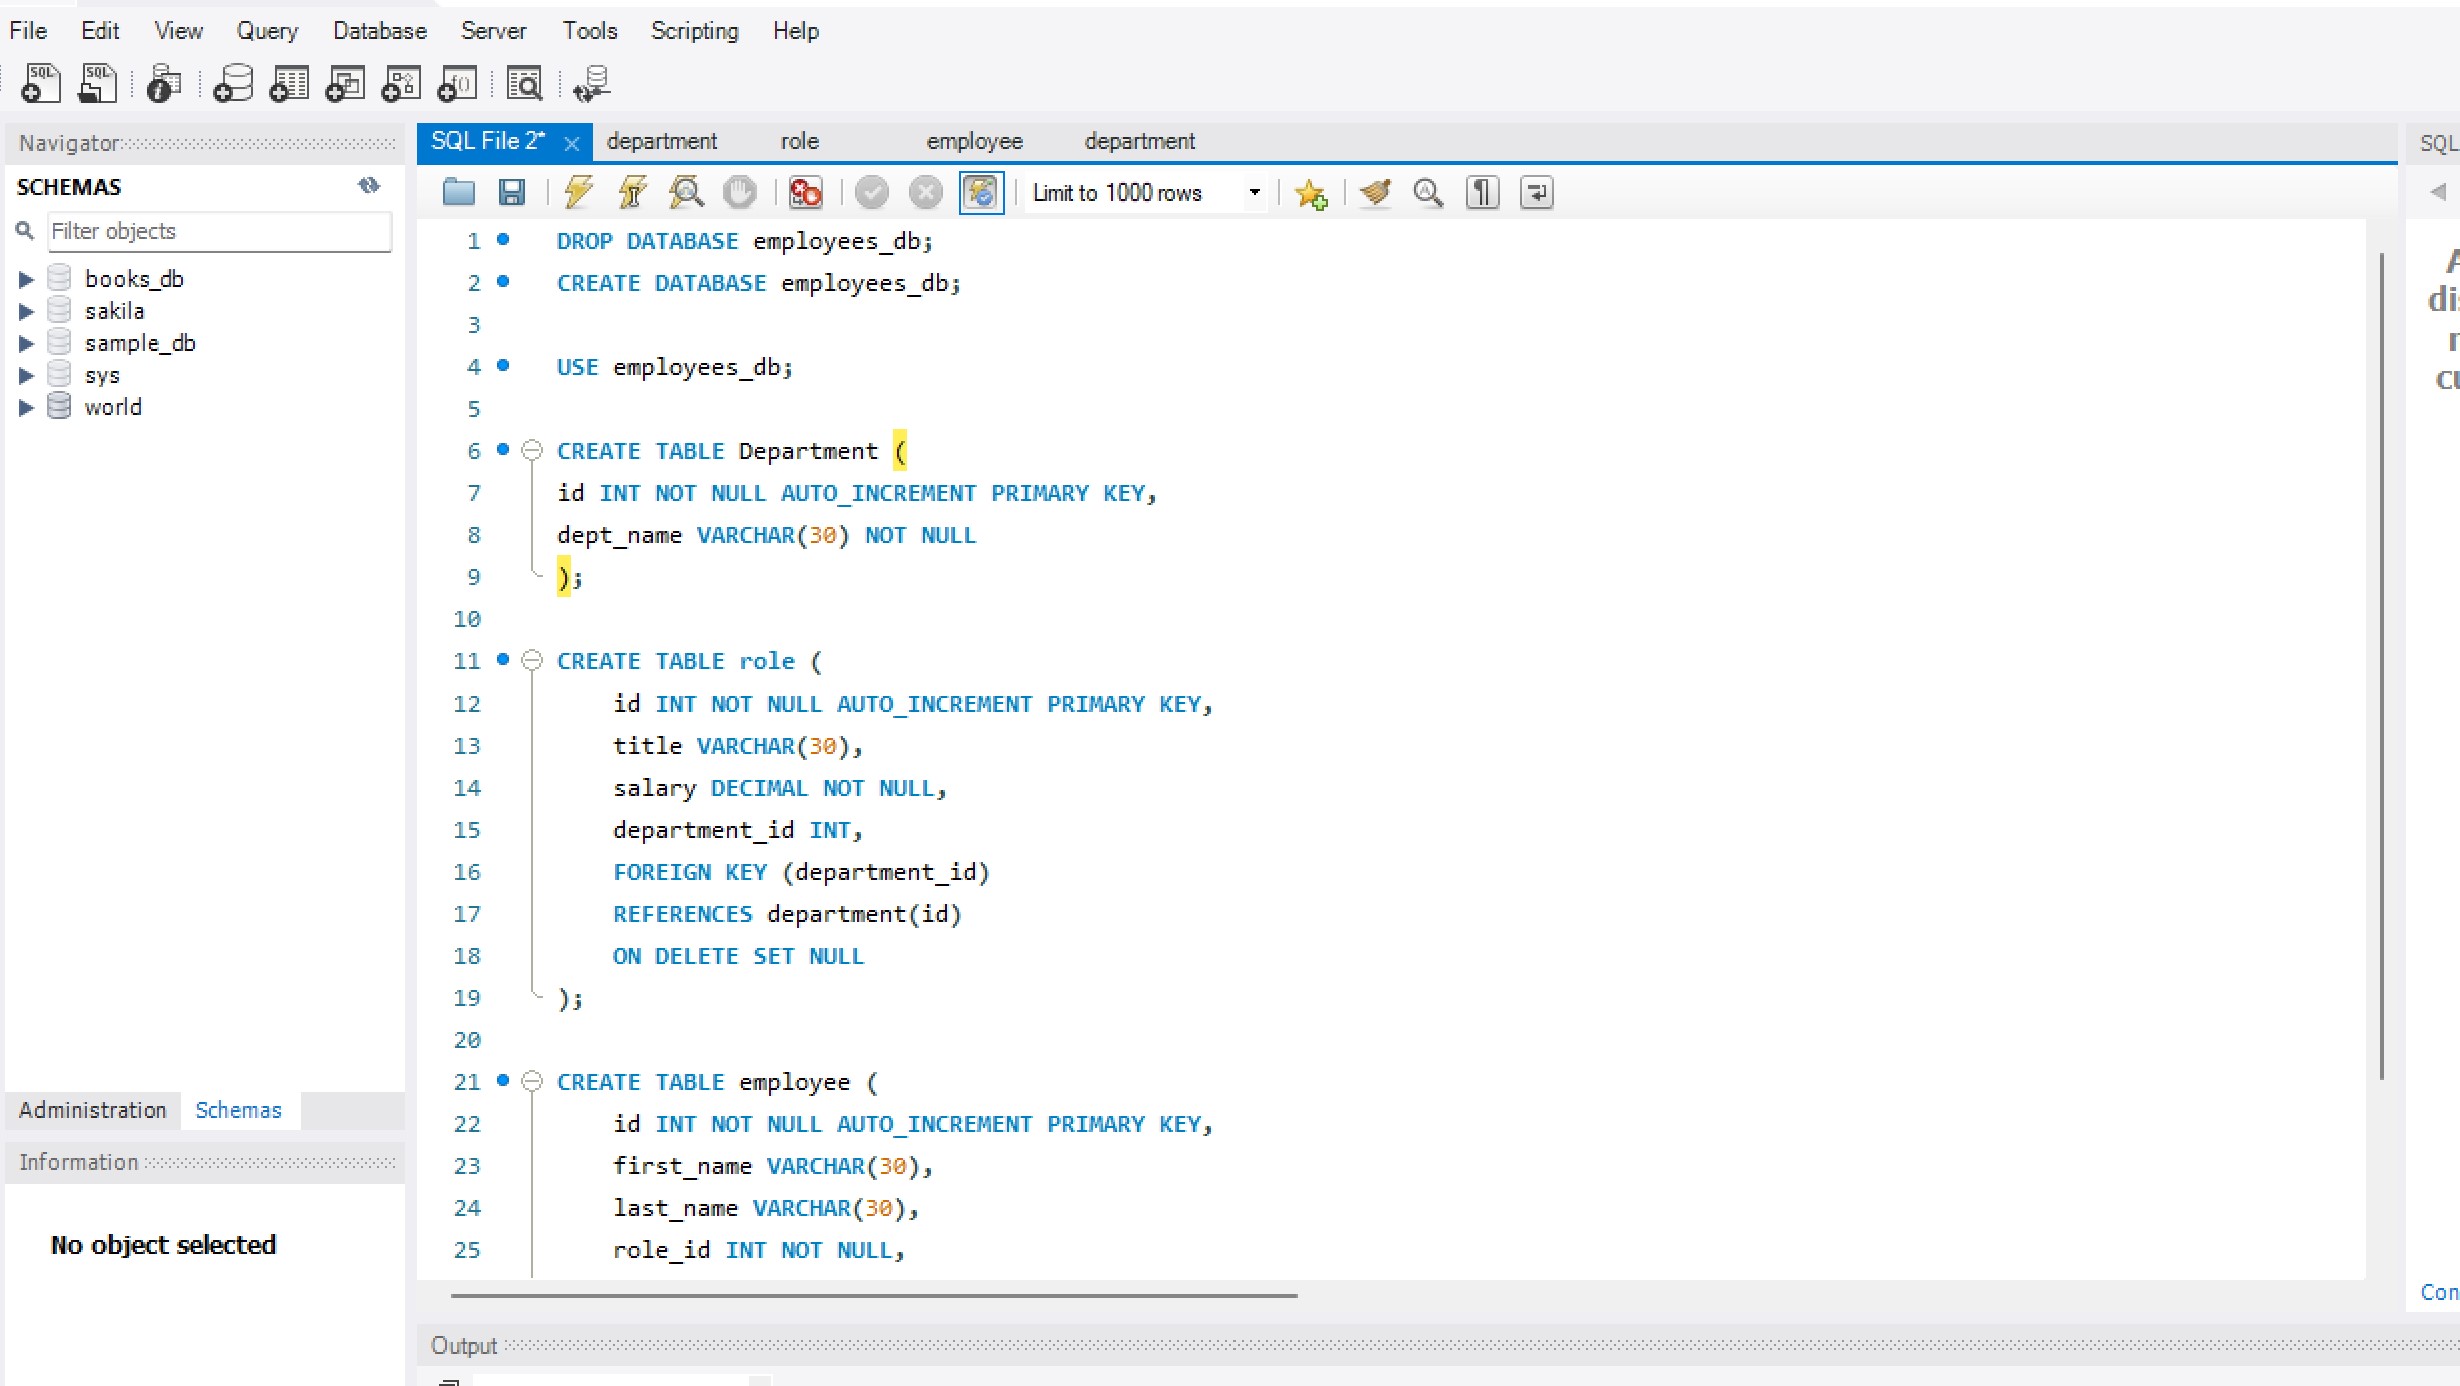 File Edit View Query Database Server Tools Scripting Help
Navigator
SCHEMAS
Filter objects
books_db
sakila
sample_db
sys
world
Administration Schemas
Information
No object selected
SQL File 2* department role employee department
Limit to 1000 rows
1 DROP DATABASE employees_db;
2 CREATE DATABASE employees_db;
3
4 USE employees_db;
5
6 CREATE TABLE Department (
7 id INT NOT NULL AUTO_INCREMENT PRIMARY KEY,
8 dept_name VARCHAR(30) NOT NULL
9 );
10
11 CREATE TABLE role (
12 id INT NOT NULL AUTO_INCREMENT PRIMARY KEY,
13 title VARCHAR(30),
14 salary DECIMAL NOT NULL,
15 department_id INT,
16 FOREIGN KEY (department_id)
17 REFERENCES department(id)
18 ON DELETE SET NULL
19 );
20
21 CREATE TABLE employee (
22 id INT NOT NULL AUTO_INCREMENT PRIMARY KEY,
23 first_name VARCHAR(30),
24 last_name VARCHAR(30),
25 role_id INT NOT NULL,
Output
SQL